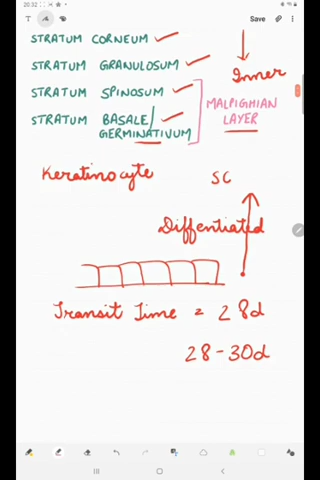 20:32
Save
STRATUM CORNEUM
STRATUM GRANULOSUM
STRATUM SPINOSUM
STRATUM BASALE/
GERMINATIVUM
Inner
MALPIGHIAN
LAYER
Keratinocyte
SC
Diffentiated
Transit Time = 28d
28-30d